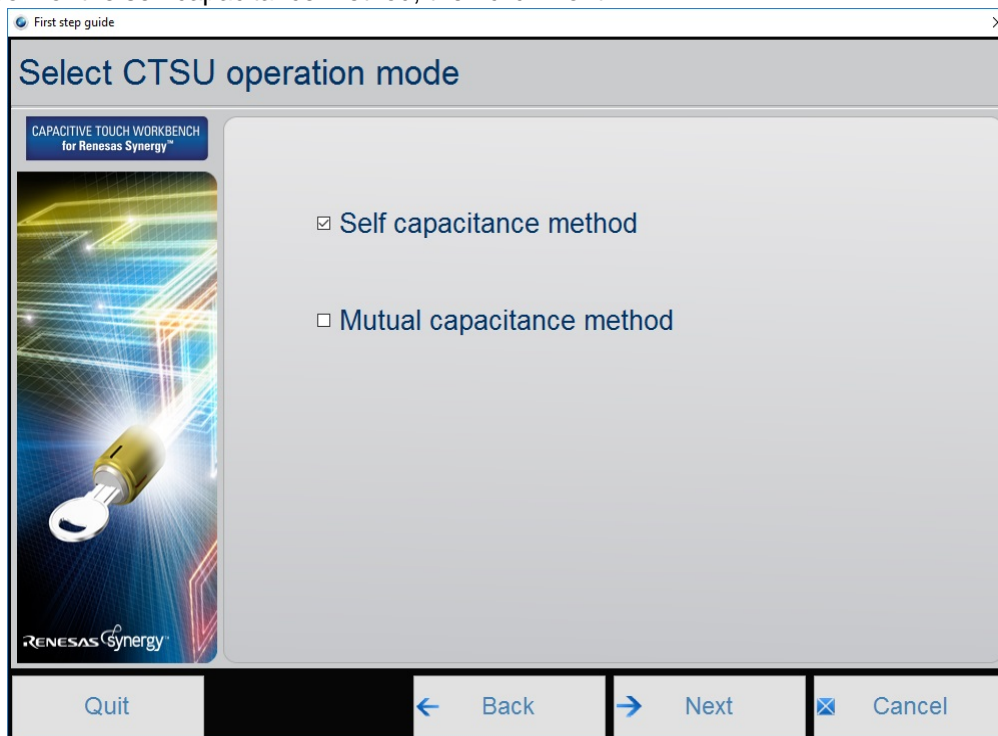 First step guide
Select CTSU operation mode
CAPACITIVE TOUCH WORKBENCH
for Renesas Synergy™
Self capacitance method
Mutual capacitance method
RENESAS Synergy™
Quit
Back
Next
Cancel